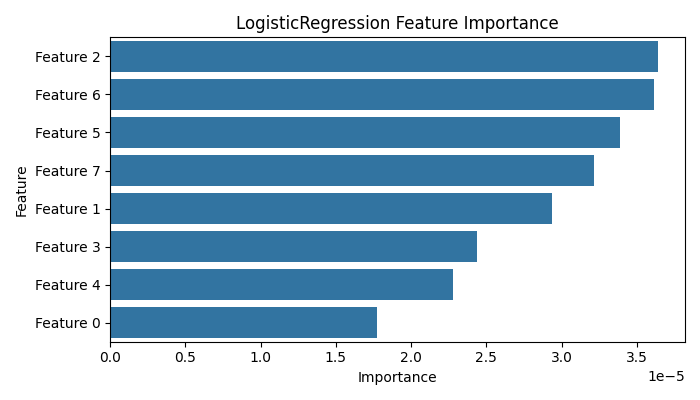 LogisticRegression Feature Importance
Feature
Feature 2
Feature 6
Feature 5
Feature 7
Feature 1
Feature 3
Feature 4
Feature 0
0.0 0.5 1.0 1.5 2.0 2.5 3.0 3.5
1e−5
Importance